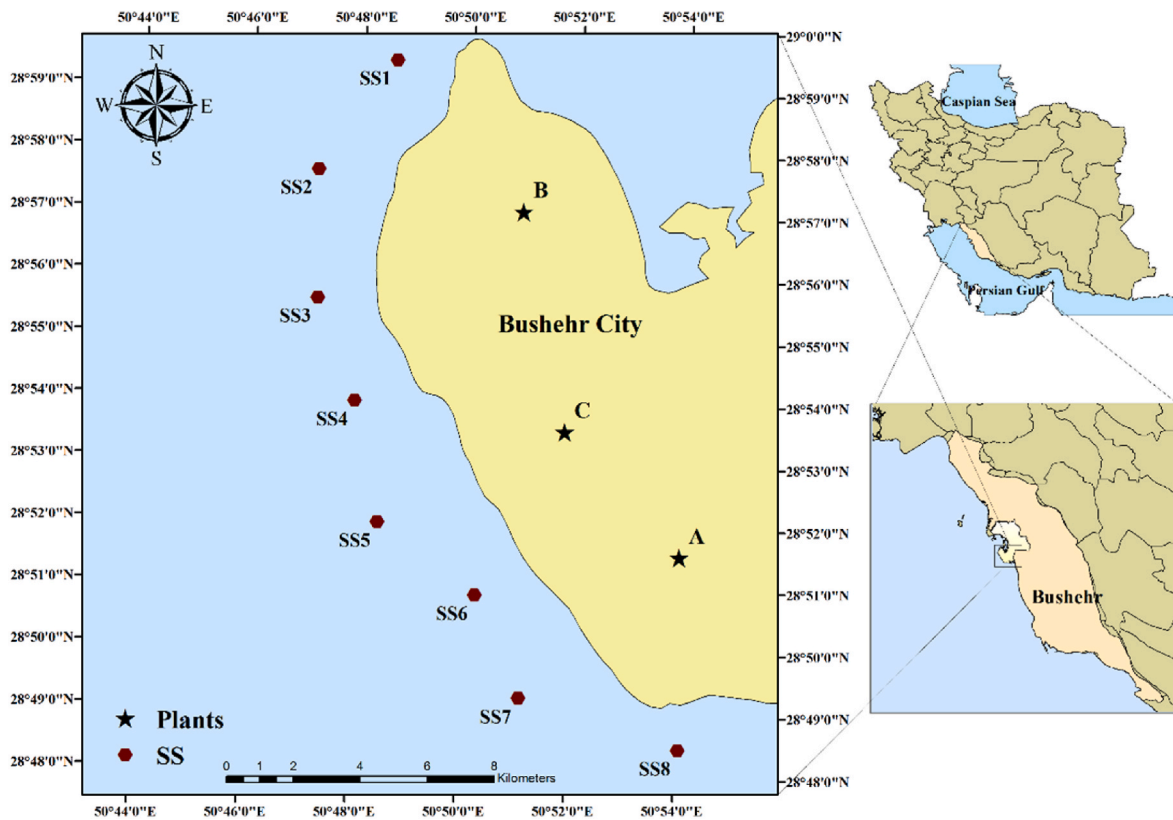 50°44'0"E 50°46'0"E 50°48'0"E 50°50'0"E 50°52'0"E 50°54'0"E
29°0'0"N
28°59'0"N
28°58'0"N
28°57'0"N
28°56'0"N
28°55'0"N
28°54'0"N
28°53'0"N
28°52'0"N
28°51'0"N
28°50'0"N
28°49'0"N
28°48'0"N
N
W E
S
SS1
SS2
B
SS3
Bushehr City
SS4
C
SS5
A
SS6
SS7
SS8
Plants
SS
0 1 2 4 6 8
Kilometers
28°59'0"N
28°58'0"N
28°57'0"N
28°56'0"N
28°55'0"N
28°54'0"N
28°53'0"N
28°52'0"N
28°51'0"N
28°50'0"N
28°49'0"N
28°48'0"N
50°44'0"E 50°46'0"E 50°48'0"E 50°50'0"E 50°52'0"E 50°54'0"E
Caspian Sea
Persian Gulf
Bushehr